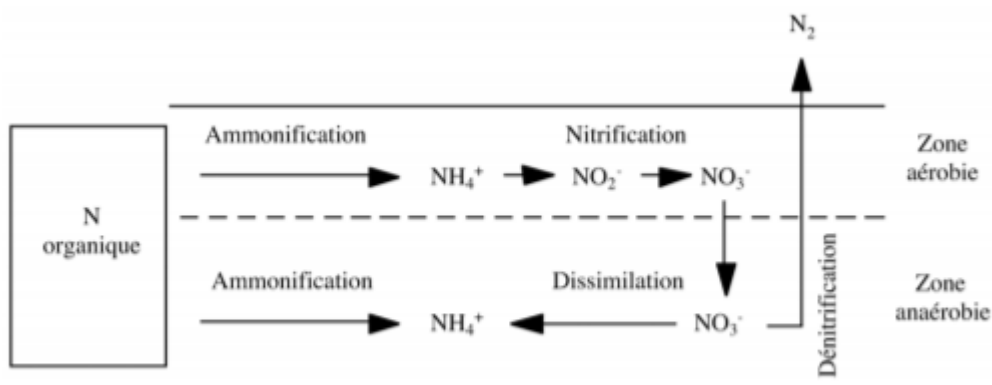 N₂
Ammonification Nitrification
Zone
aérobie
NH₄⁺ NO₂⁻ NO₃⁻
N
organique
Ammonification Dissimilation
Zone
anaérobie
NH₄⁺ NO₃⁻
Dénitrification